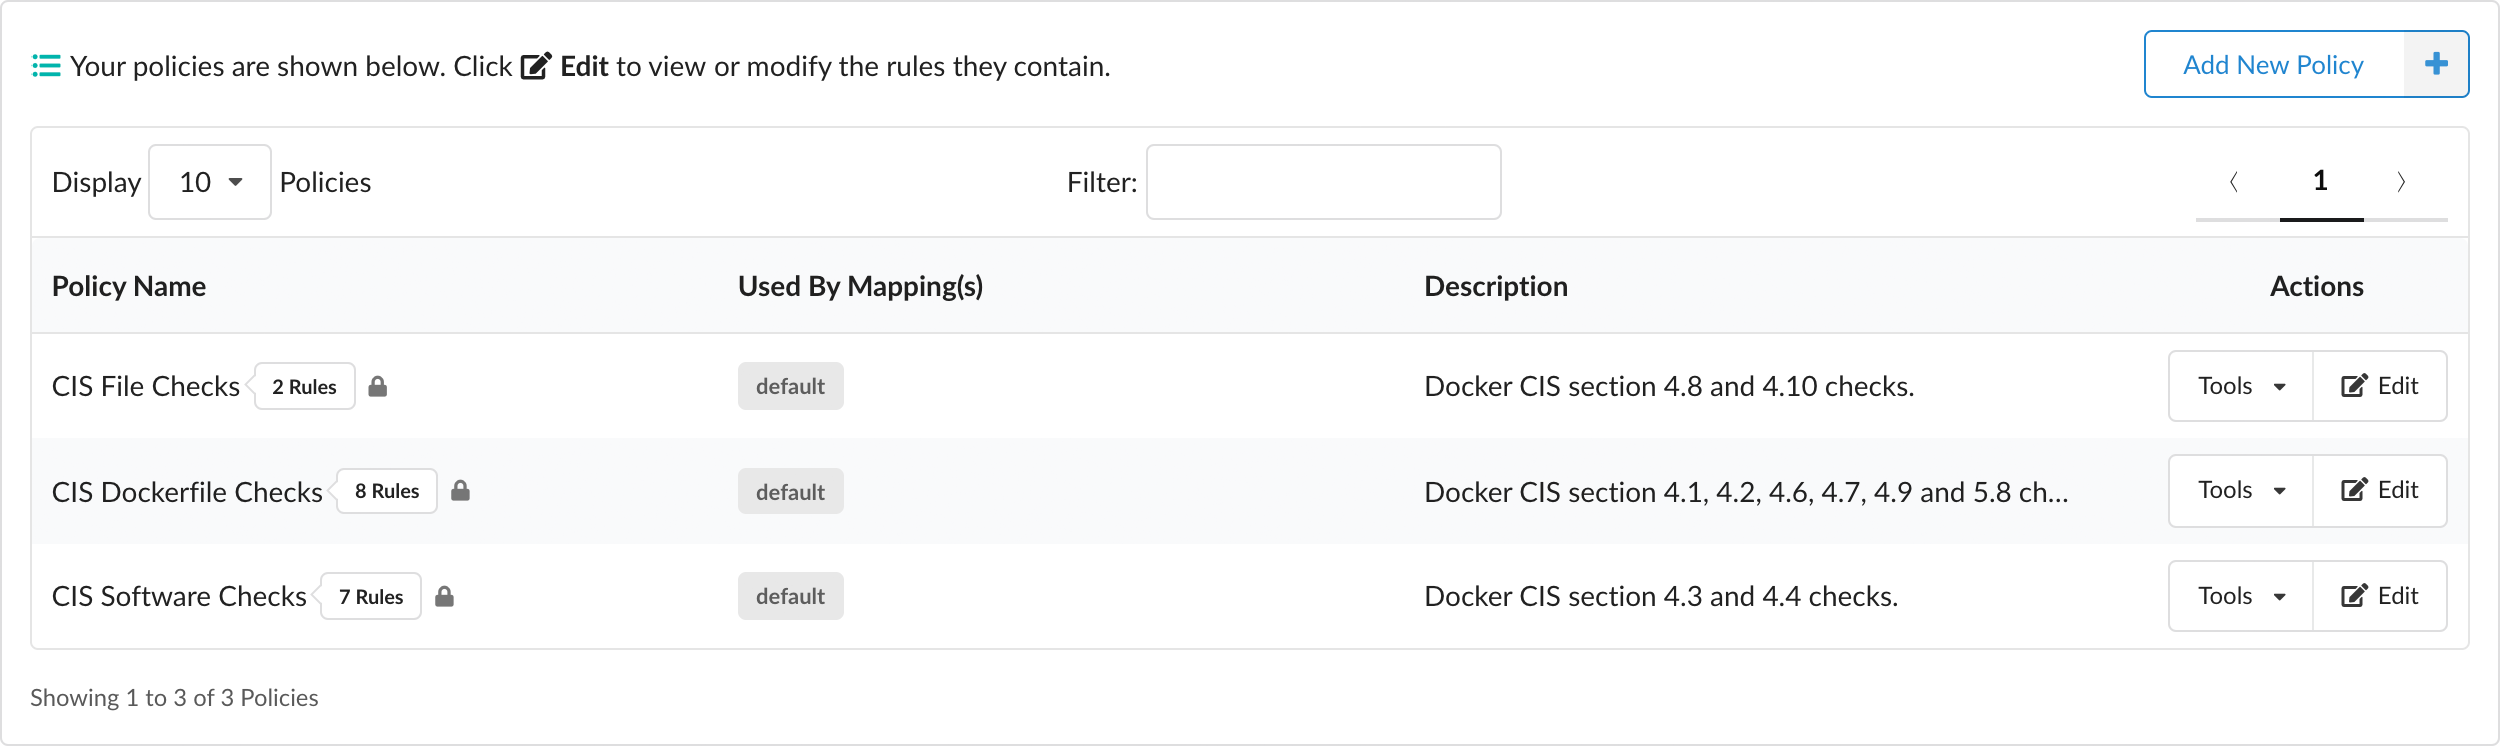 Your policies are shown below. Click Edit to view or modify the rules they contain.
Add New Policy +
Display 10 Policies
Filter:
1
Policy Name Used By Mapping(s) Description Actions
CIS File Checks 2 Rules default Docker CIS section 4.8 and 4.10 checks. Tools Edit
CIS Dockerfile Checks 8 Rules default Docker CIS section 4.1, 4.2, 4.6, 4.7, 4.9 and 5.8 ch... Tools Edit
CIS Software Checks 7 Rules default Docker CIS section 4.3 and 4.4 checks. Tools Edit
Showing 1 to 3 of 3 Policies